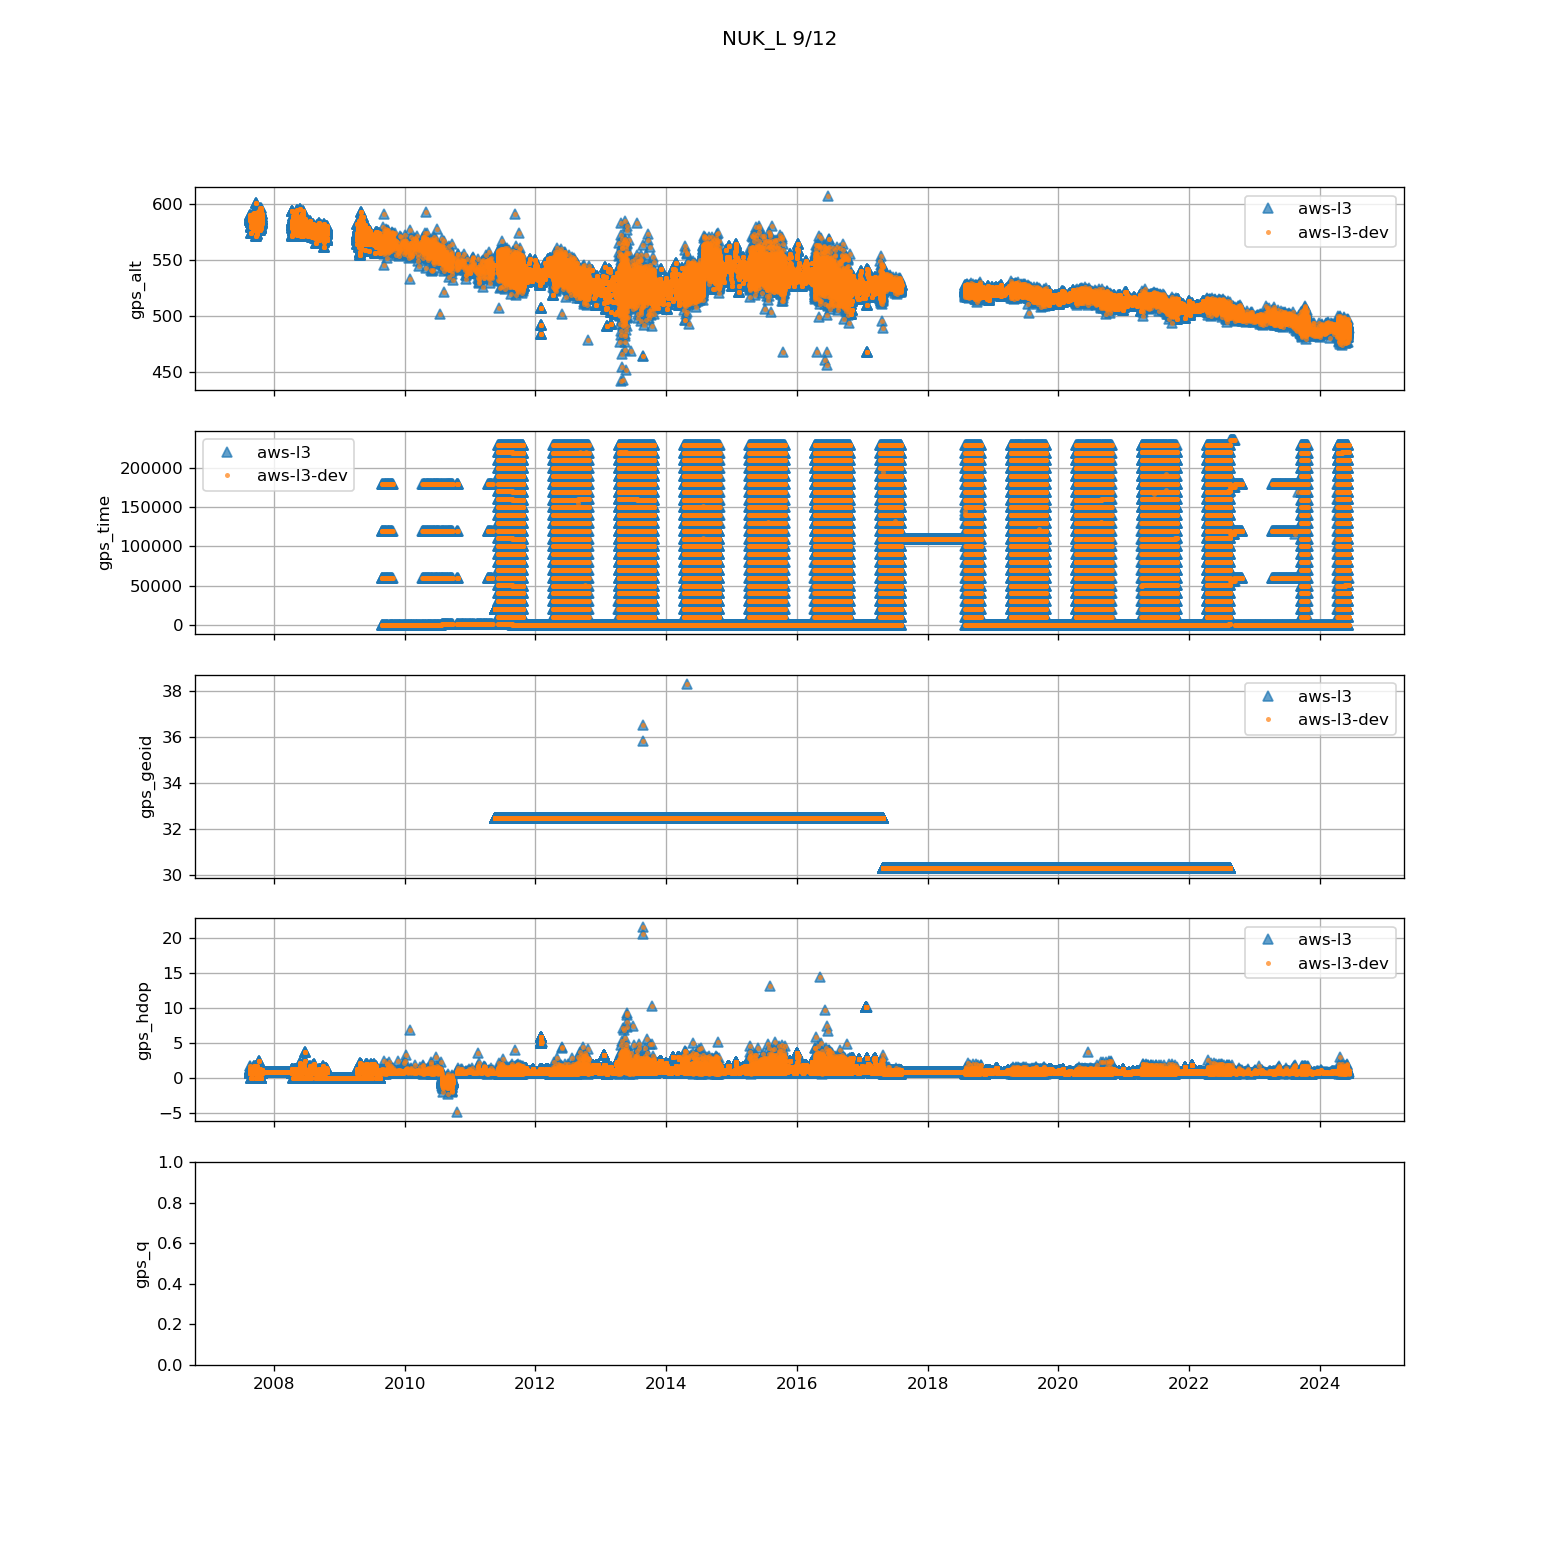 NUK_L 9/12
600
550
500
450
gps_alt
aws-l3
aws-l3-dev
200000
150000
100000
50000
0
gps_time
aws-l3
aws-l3-dev
38
36
34
32
30
gps_geoid
aws-l3
aws-l3-dev
20
15
10
5
0
−5
gps_hdop
aws-l3
aws-l3-dev
1.0
0.8
0.6
0.4
0.2
0.0
gps_q
2008 2010 2012 2014 2016 2018 2020 2022 2024